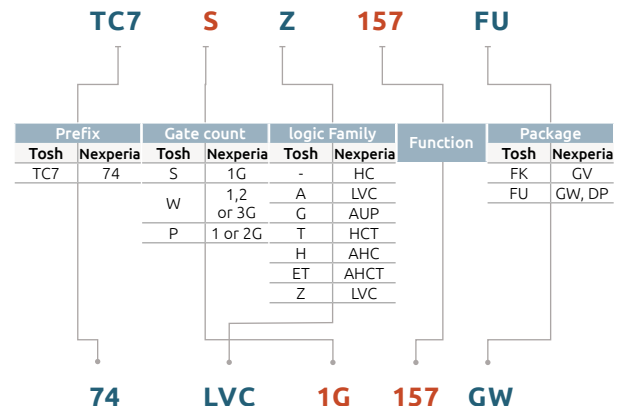 TC7 S Z 157 FU
Prefix Gate count logic Family Function Package
Tosh Nexperia Tosh Nexperia Tosh Nexperia Tosh Nexperia
TC7 74 S 1G - HC FK GV
W 1,2 or 3G A LVC FU GW, DP
G AUP
P 1 or 2G T HCT
H AHC
ET AHCT
Z LVC
74 LVC 1G 157 GW